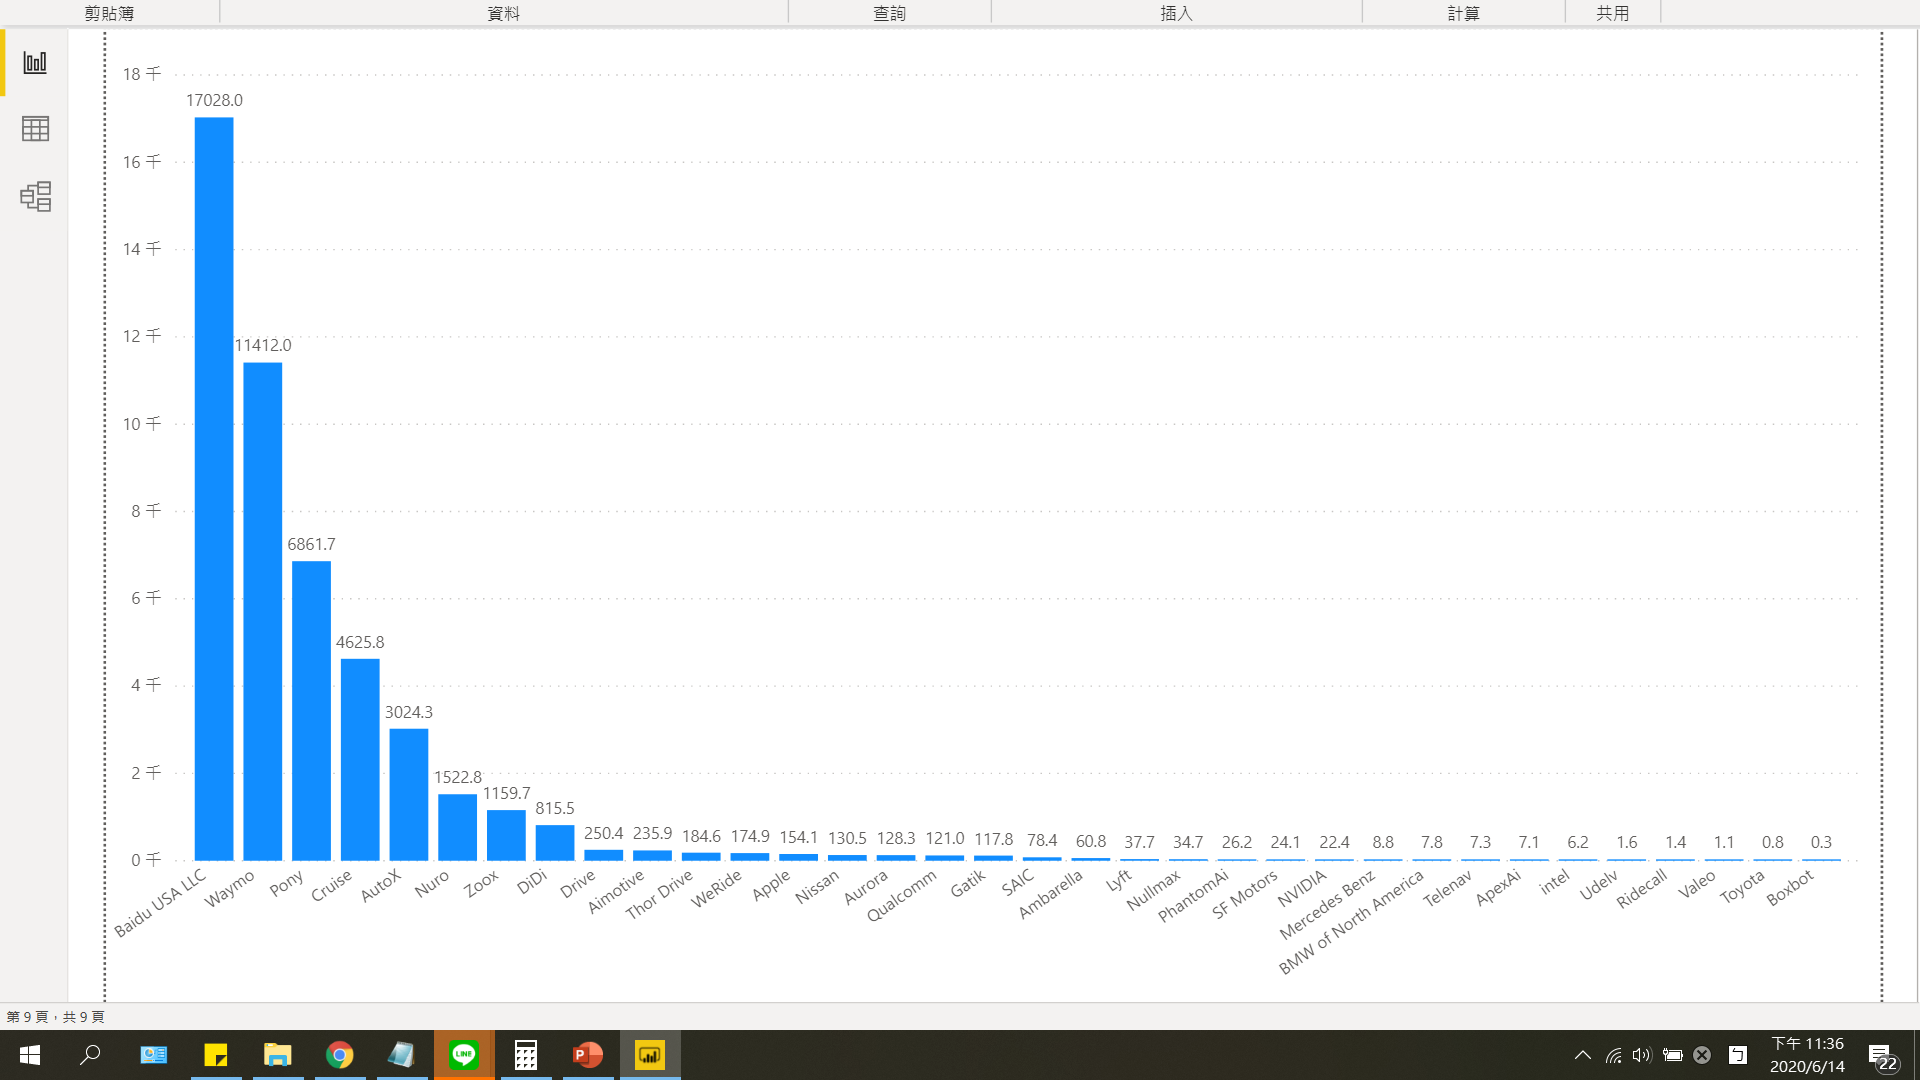 剪貼簿 資料 查詢 插入 計算 共用
18 千
17028.0
16 千
14 千
12 千
11412.0
10 千
8 千
6861.7
6 千
4625.8
4 千
3024.3
2 千
1522.8
1159.7
815.5
250.4 235.9 184.6 174.9 154.1 130.5 128.3 121.0 117.8 78.4 60.8 37.7 34.7 26.2 24.1 22.4 8.8 7.8 7.3 7.1 6.2 1.6 1.4 1.1 0.8 0.3
0 千
Baidu USA LLC
Waymo
Pony
Cruise
AutoX
Nuro
Zoox
DiDi
Drive
Aimotive
Thor Drive
WeRide
Apple
Nissan
Aurora
Qualcomm
Gatik
SAIC
Ambarella
Lyft
Nullmax
PhantomAi
SF Motors
NVIDIA
Mercedes Benz
BMW of North America
Telenav
ApexAi
intel
Udelv
Ridecall
Valeo
Toyota
Boxbot
第 9 頁，共 9 頁
LINE
P
ㄅ
下午 11:36
2020/6/14
22